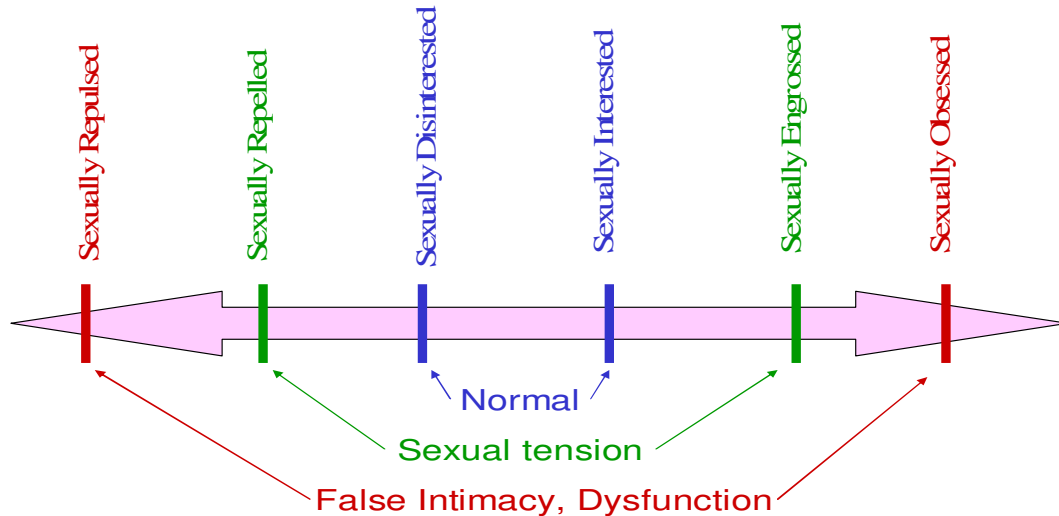 Sexually Repulsed
Sexually Repelled
Sexually Disinterested
Sexually Interested
Sexually Engrossed
Sexually Obsessed
Normal
Sexual tension
False Intimacy, Dysfunction